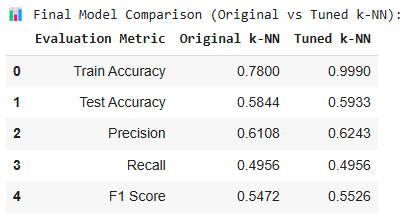 📊 Final Model Comparison (Original vs Tuned k-NN):
Evaluation Metric Original k-NN Tuned k-NN
0 Train Accuracy 0.7800 0.9990
1 Test Accuracy 0.5844 0.5933
2 Precision 0.6108 0.6243
3 Recall 0.4956 0.4956
4 F1 Score 0.5472 0.5526